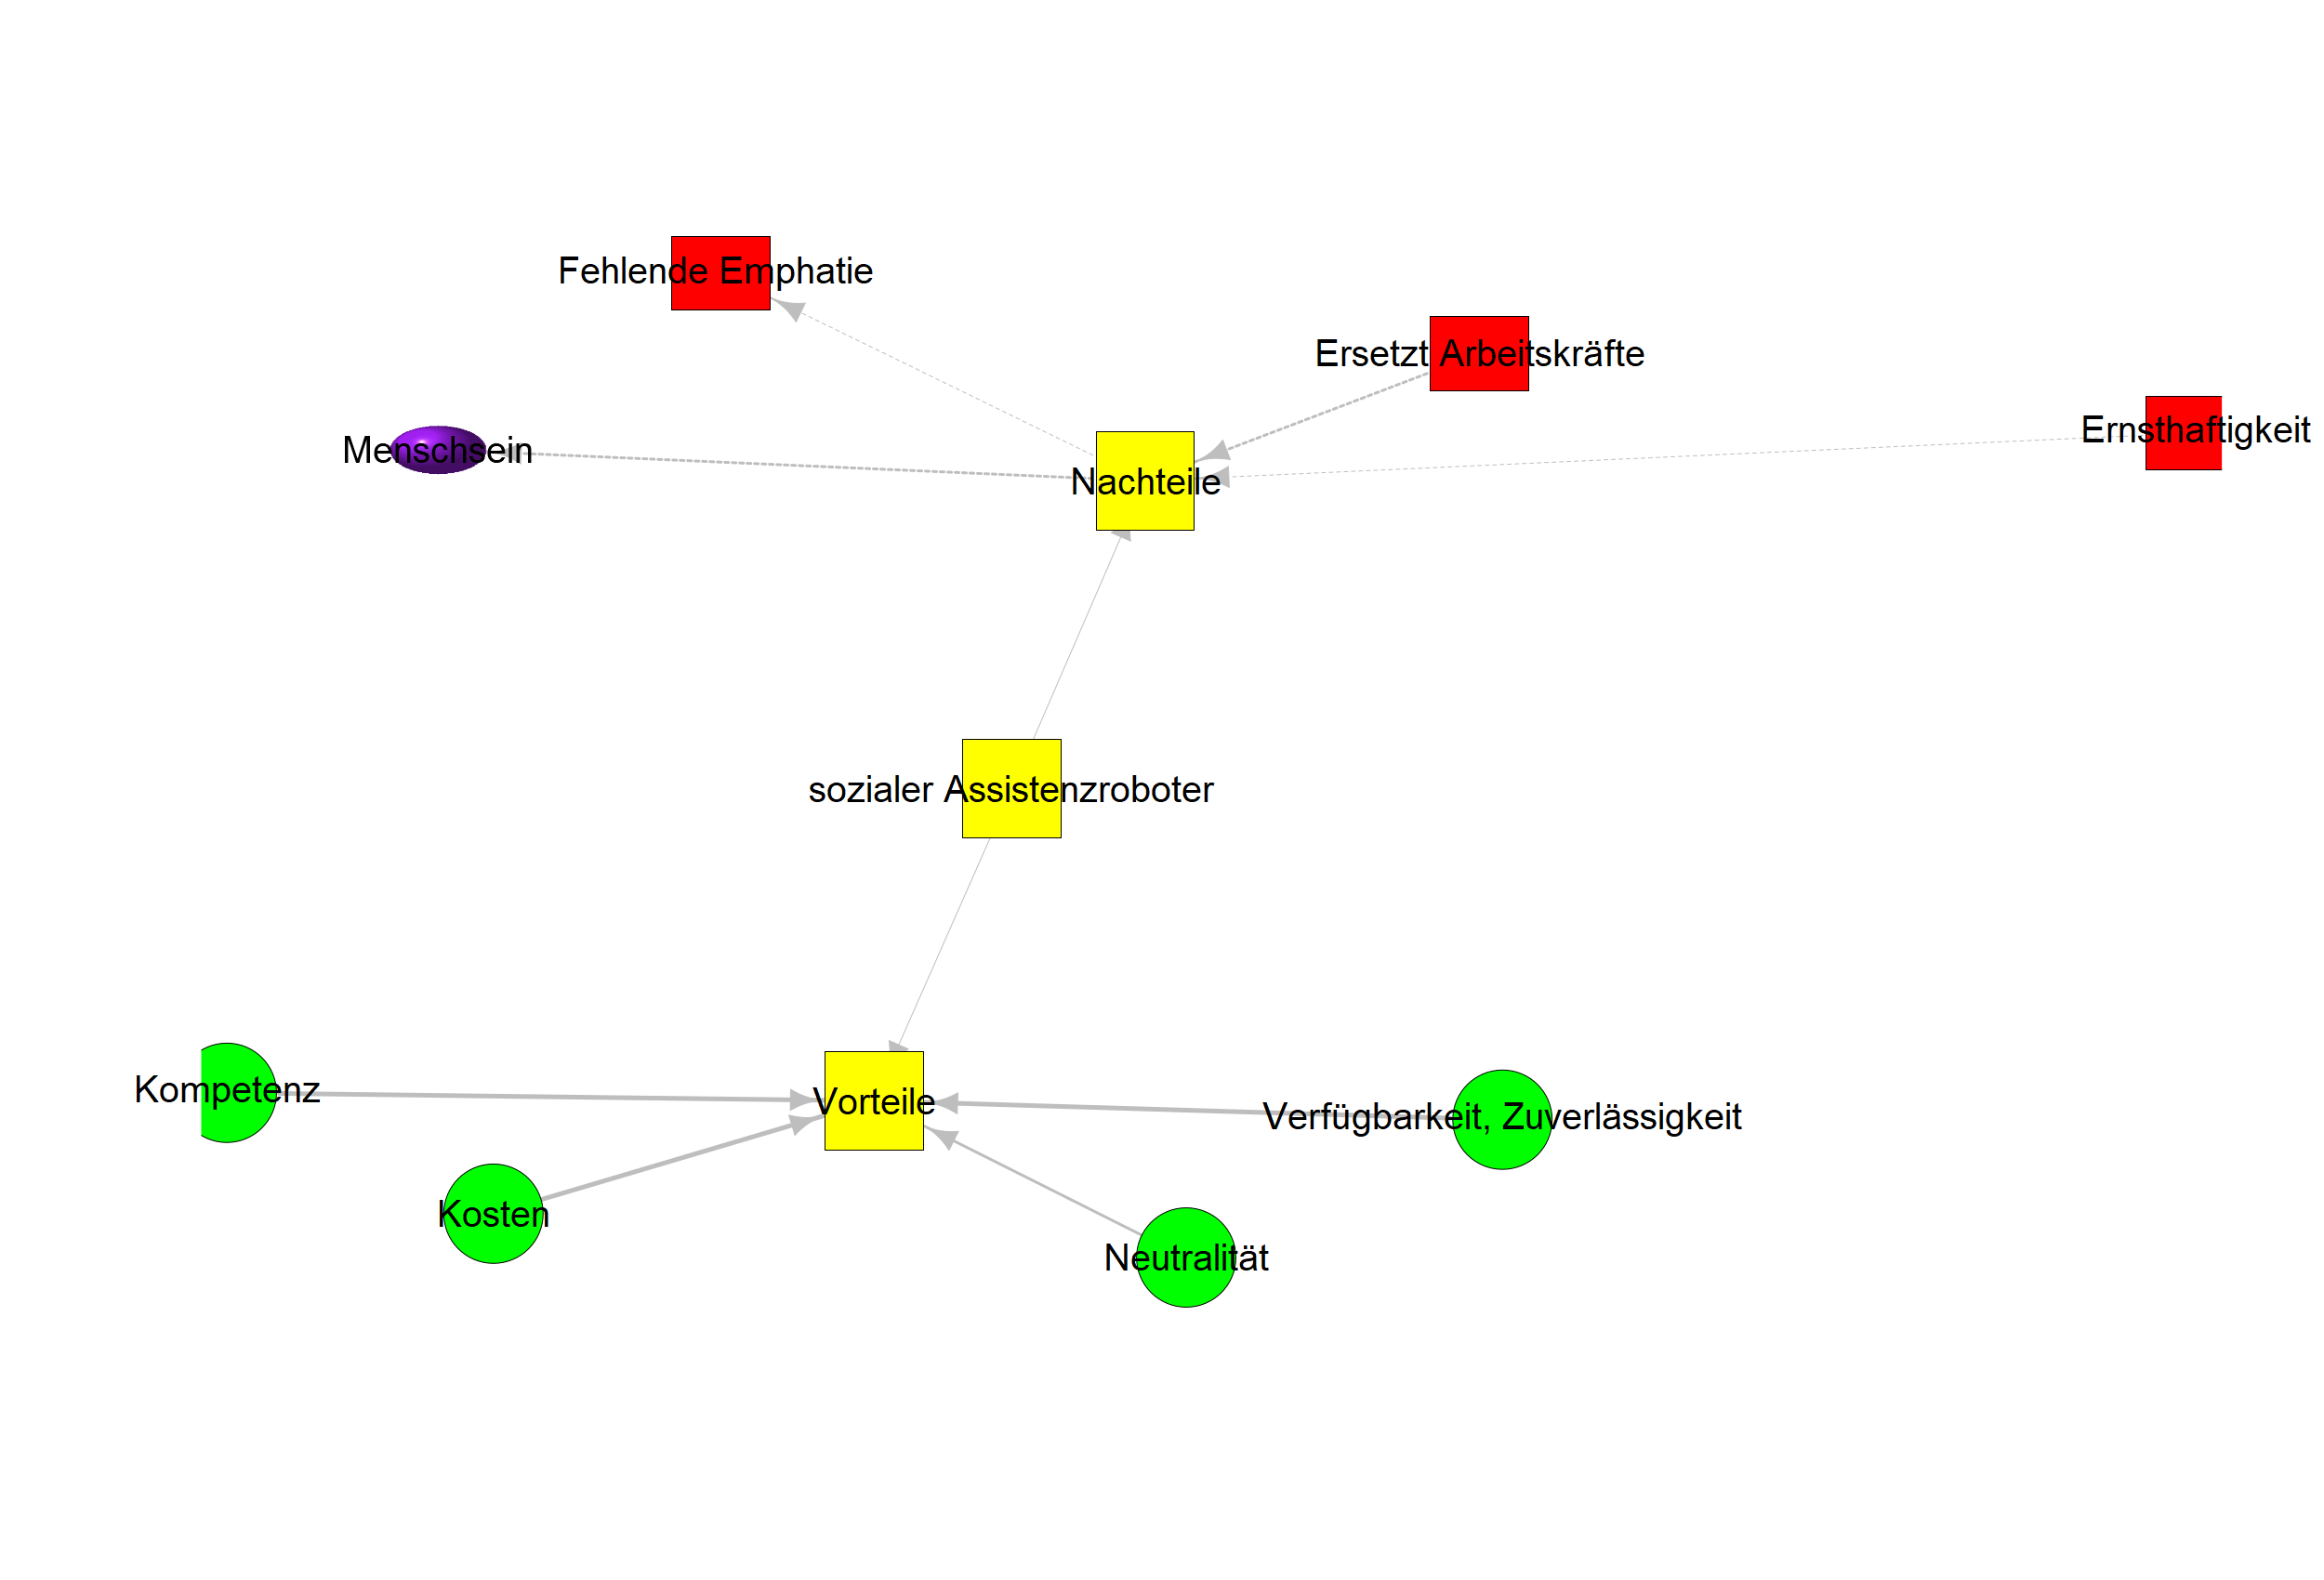 Fehlende Emphatie
Ersetzt Arbeitskräfte
Ernsthaftigkeit
Menschsein
Nachteile
sozialer Assistenzroboter
Kompetenz
Vorteile
Verfügbarkeit, Zuverlässigkeit
Kosten
Neutralität